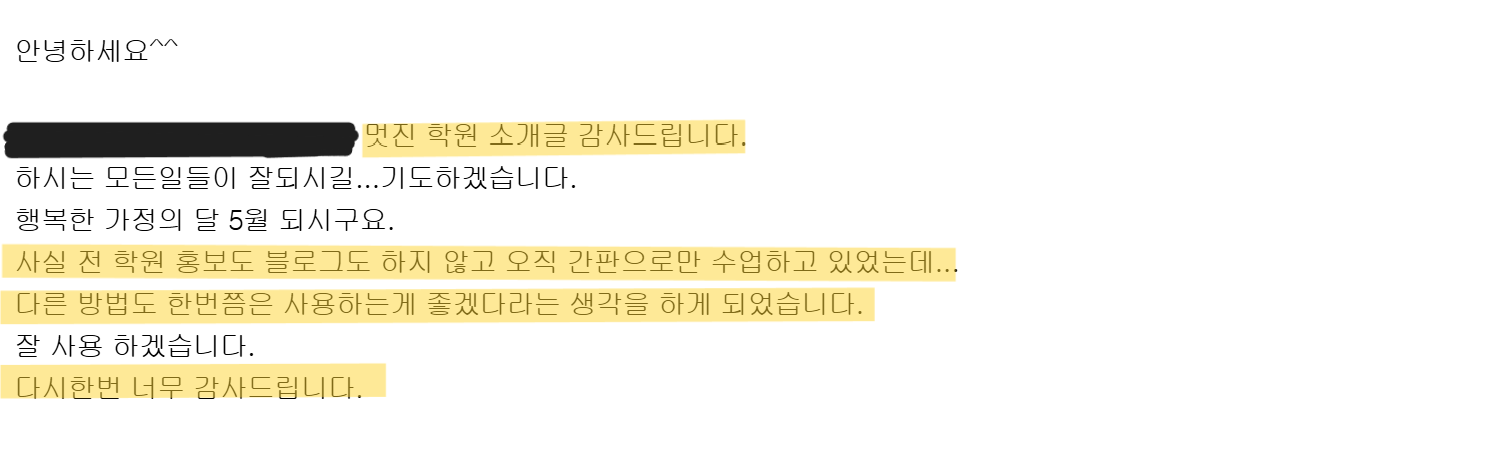 안녕하세요^^
멋진 학원 소개글 감사드립니다.
하시는 모든일들이 잘되시길...기도하겠습니다.
행복한 가정의 달 5월 되시구요.
사실 전 학원 홍보도 블로그도 하지 않고 오직 간판으로만 수업하고 있었는데...
다른 방법도 한번쯤은 사용하는게 좋겠다라는 생각을 하게 되었습니다.
잘 사용 하겠습니다.
다시한번 너무 감사드립니다.